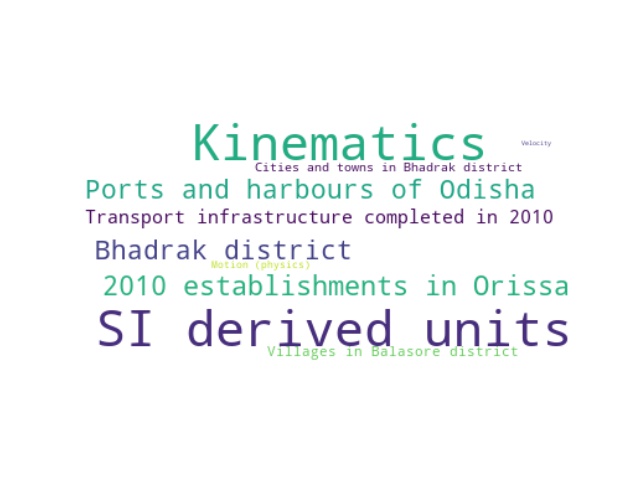 Kinematics
Velocity
Cities and towns in Bhadrak district
Ports and harbours of Odisha
Transport infrastructure completed in 2010
Bhadrak district
Motion (physics)
2010 establishments in Orissa
SI derived units
Villages in Balasore district